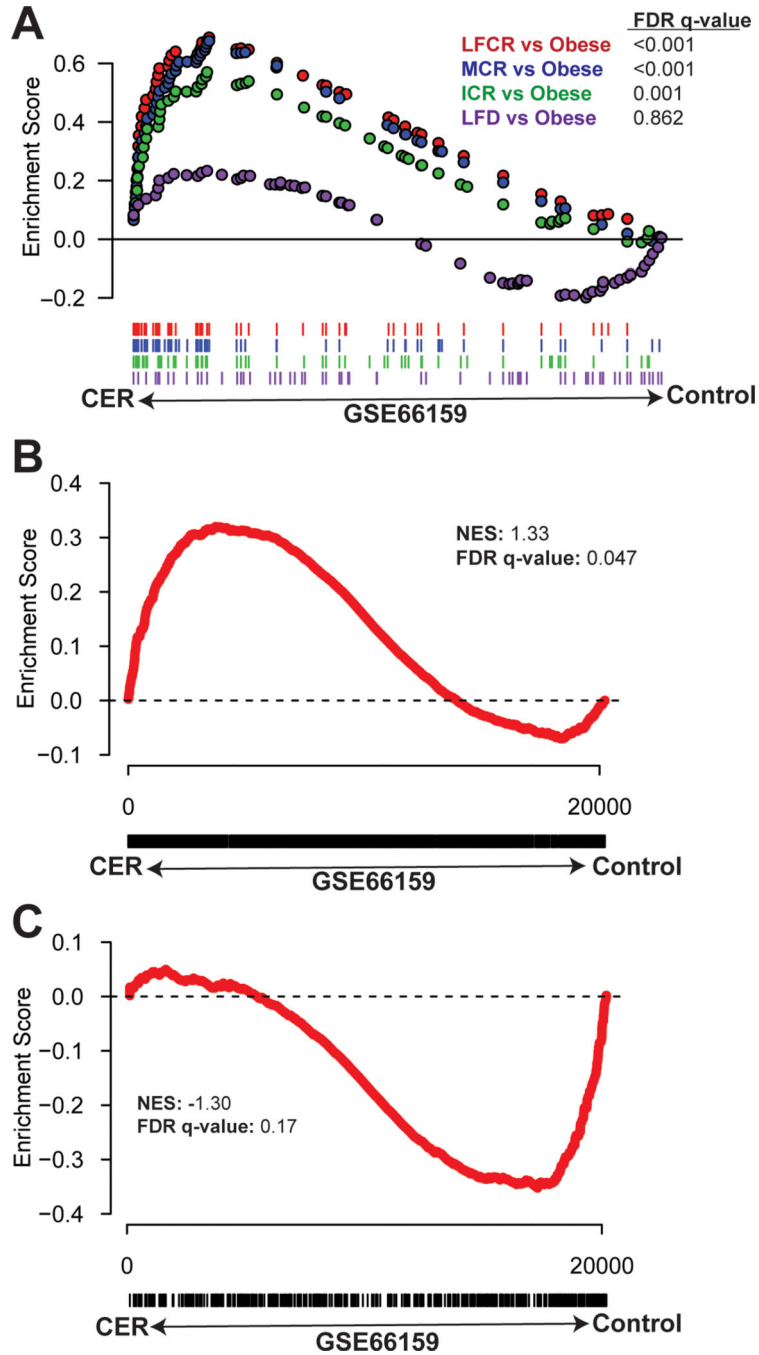 A
FDR q-value
LFCR vs Obese <0.001
MCR vs Obese <0.001
ICR vs Obese 0.001
LFD vs Obese 0.862
Enrichment Score
0.6
0.4
0.2
0.0
−0.2
CER Control
GSE66159
B
Enrichment Score
0.4
0.3
0.2
0.1
0.0
−0.1
NES: 1.33
FDR q-value: 0.047
0 20000
CER Control
GSE66159
C
Enrichment Score
0.1
0.0
−0.1
−0.2
−0.3
−0.4
NES: -1.30
FDR q-value: 0.17
0 20000
CER Control
GSE66159